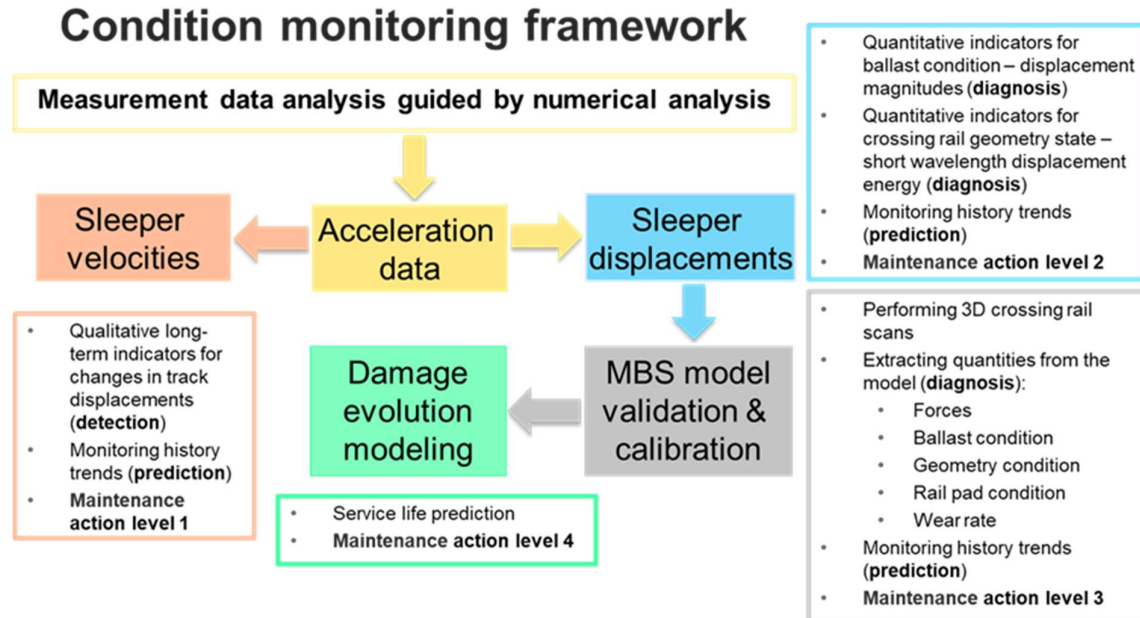 Condition monitoring framework
Measurement data analysis guided by numerical analysis
Sleeper
velocities
Acceleration
data
Sleeper
displacements
• Quantitative indicators for
ballast condition – displacement
magnitudes (diagnosis)
• Quantitative indicators for
crossing rail geometry state –
short wavelength displacement
energy (diagnosis)
• Monitoring history trends
(prediction)
• Maintenance action level 2
• Qualitative long-
term indicators for
changes in track
displacements
(detection)
• Monitoring history
trends (prediction)
• Maintenance
action level 1
Damage
evolution
modeling
MBS model
validation &
calibration
• Service life prediction
• Maintenance action level 4
• Performing 3D crossing rail
scans
• Extracting quantities from the
model (diagnosis):
• Forces
• Ballast condition
• Geometry condition
• Rail pad condition
• Wear rate
• Monitoring history trends
(prediction)
• Maintenance action level 3